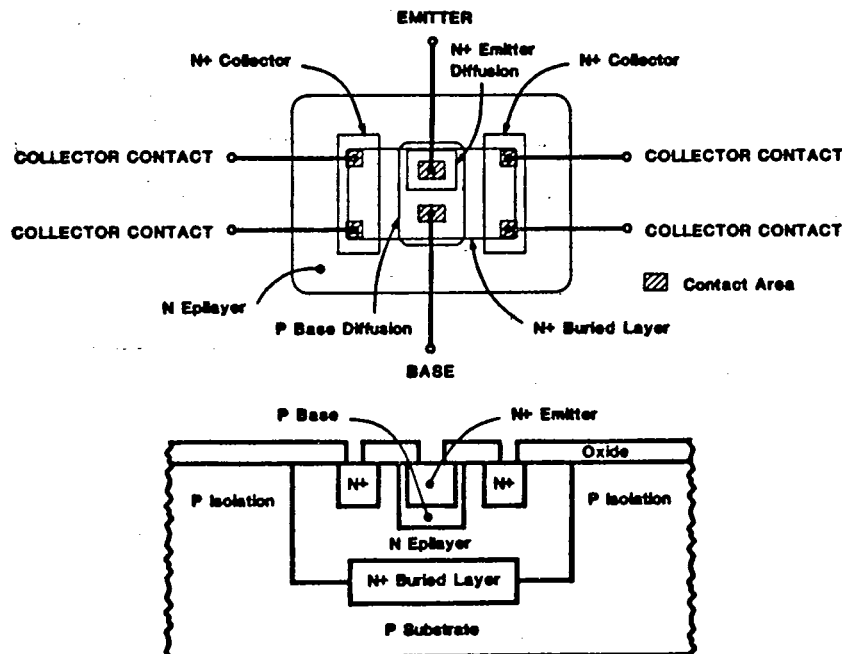 EMITTER
N+ Collector
N+ Emitter
Diffusion
N+ Collector
COLLECTOR CONTACT
COLLECTOR CONTACT
COLLECTOR CONTACT
COLLECTOR CONTACT
Contact Area
N Epilayer
P Base Diffusion
N+ Buried Layer
BASE
P Base
N+ Emitter
Oxide
P Isolation
N+
N+
P Isolation
N Epilayer
N+ Buried Layer
P Substrate